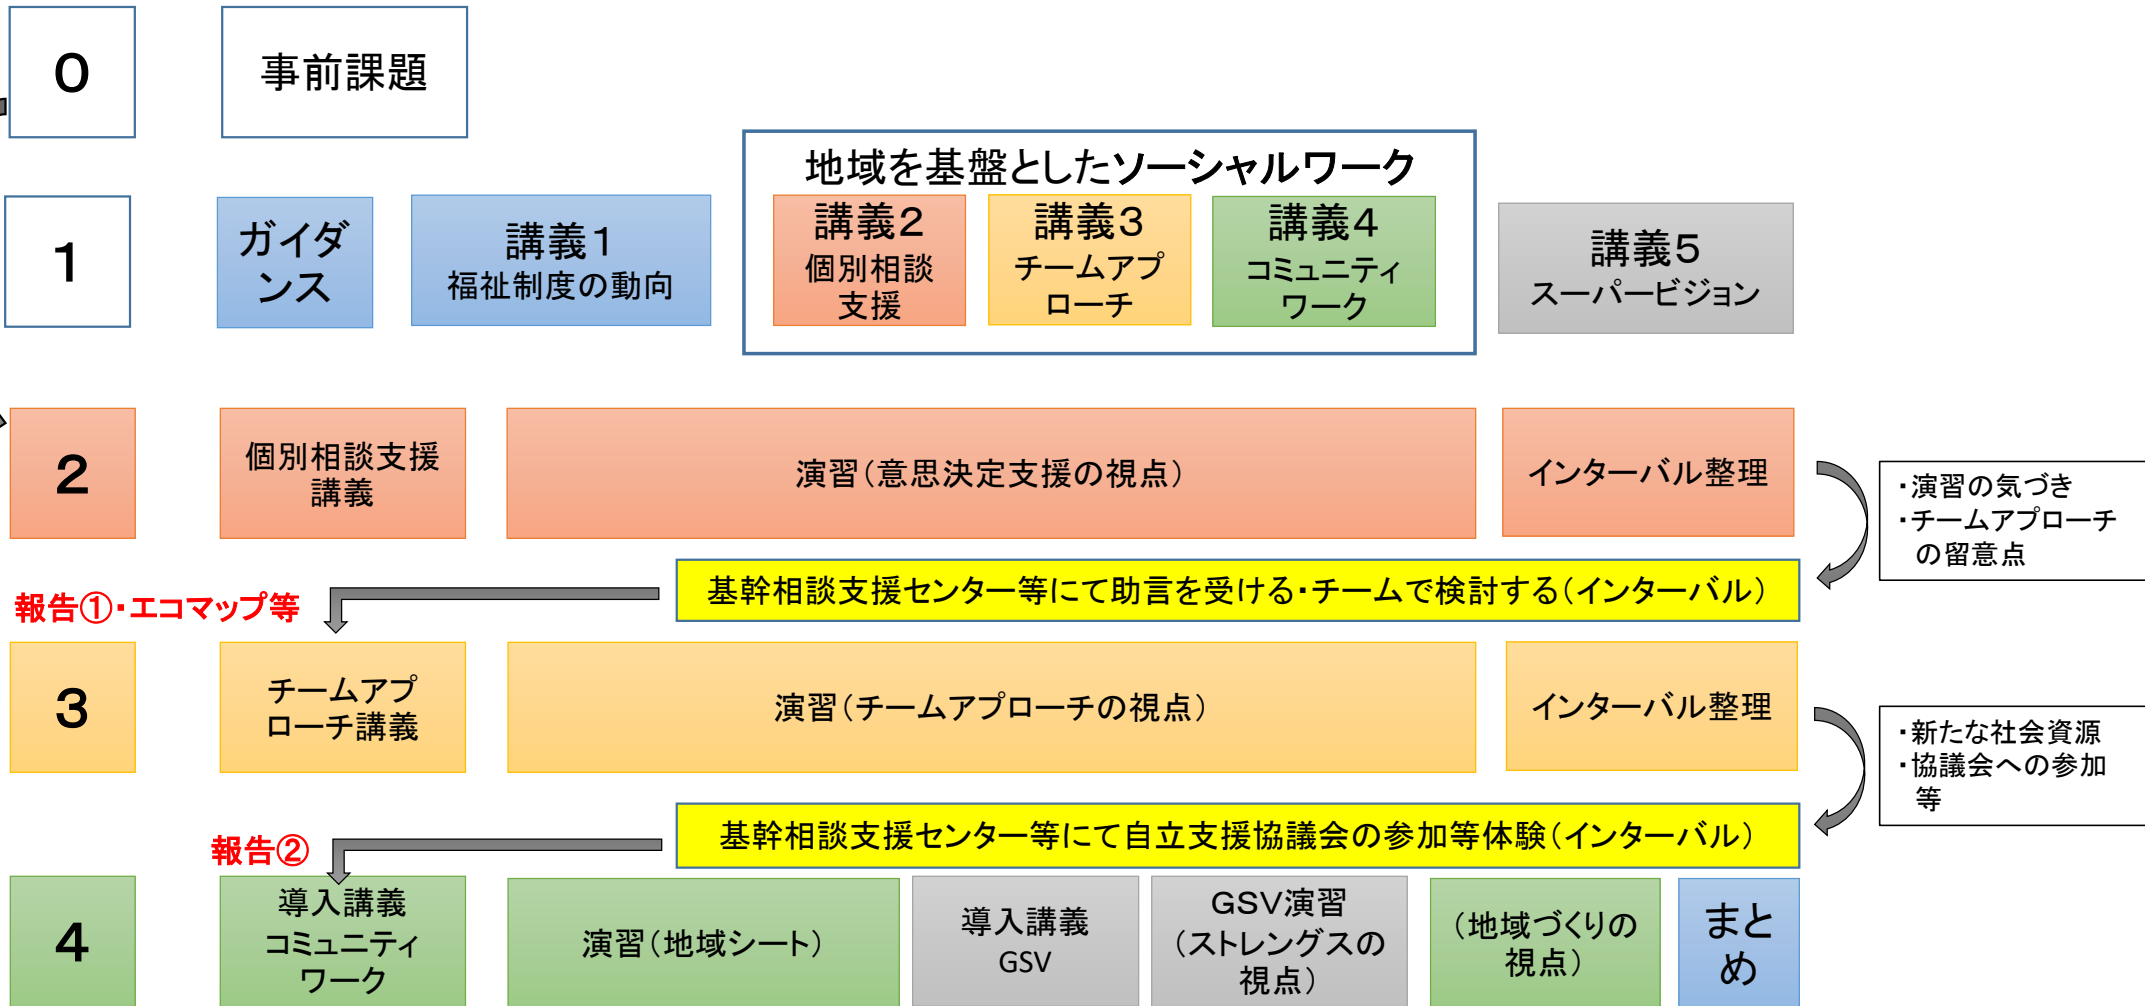 ０
事前課題
地域を基盤としたソーシャルワーク
１
ガイダ
ンス
講義１
福祉制度の動向
講義２
個別相談
支援
講義３
チームアプ
ローチ
講義４
コミュニティ
ワーク
講義５
スーパービジョン
２
個別相談支援
講義
演習（意思決定支援の視点）
インターバル整理
・演習の気づき
・チームアプローチ
の留意点
基幹相談支援センター等にて助言を受ける・チームで検討する（インターバル）
報告①・エコマップ等
３
チームアプ
ローチ講義
演習（チームアプローチの視点）
インターバル整理
・新たな社会資源
・協議会への参加
等
基幹相談支援センター等にて自立支援協議会の参加等体験（インターバル）
報告②
４
導入講義
コミュニティ
ワーク
演習（地域シート）
導入講義
GSV
ＧＳＶ演習
（ストレングスの
視点）
（地域づくりの
視点）
まと
め